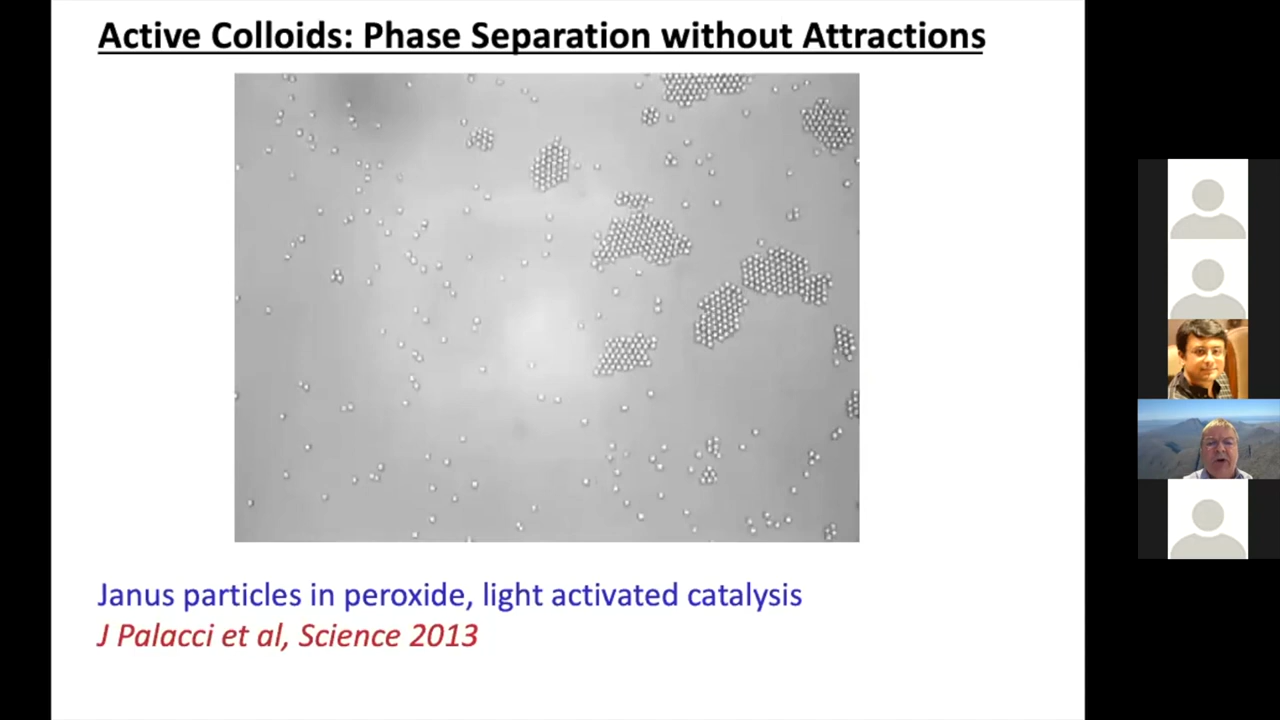 Active Colloids: Phase Separation without Attractions
Janus particles in peroxide, light activated catalysis
J Palacci et al, Science 2013